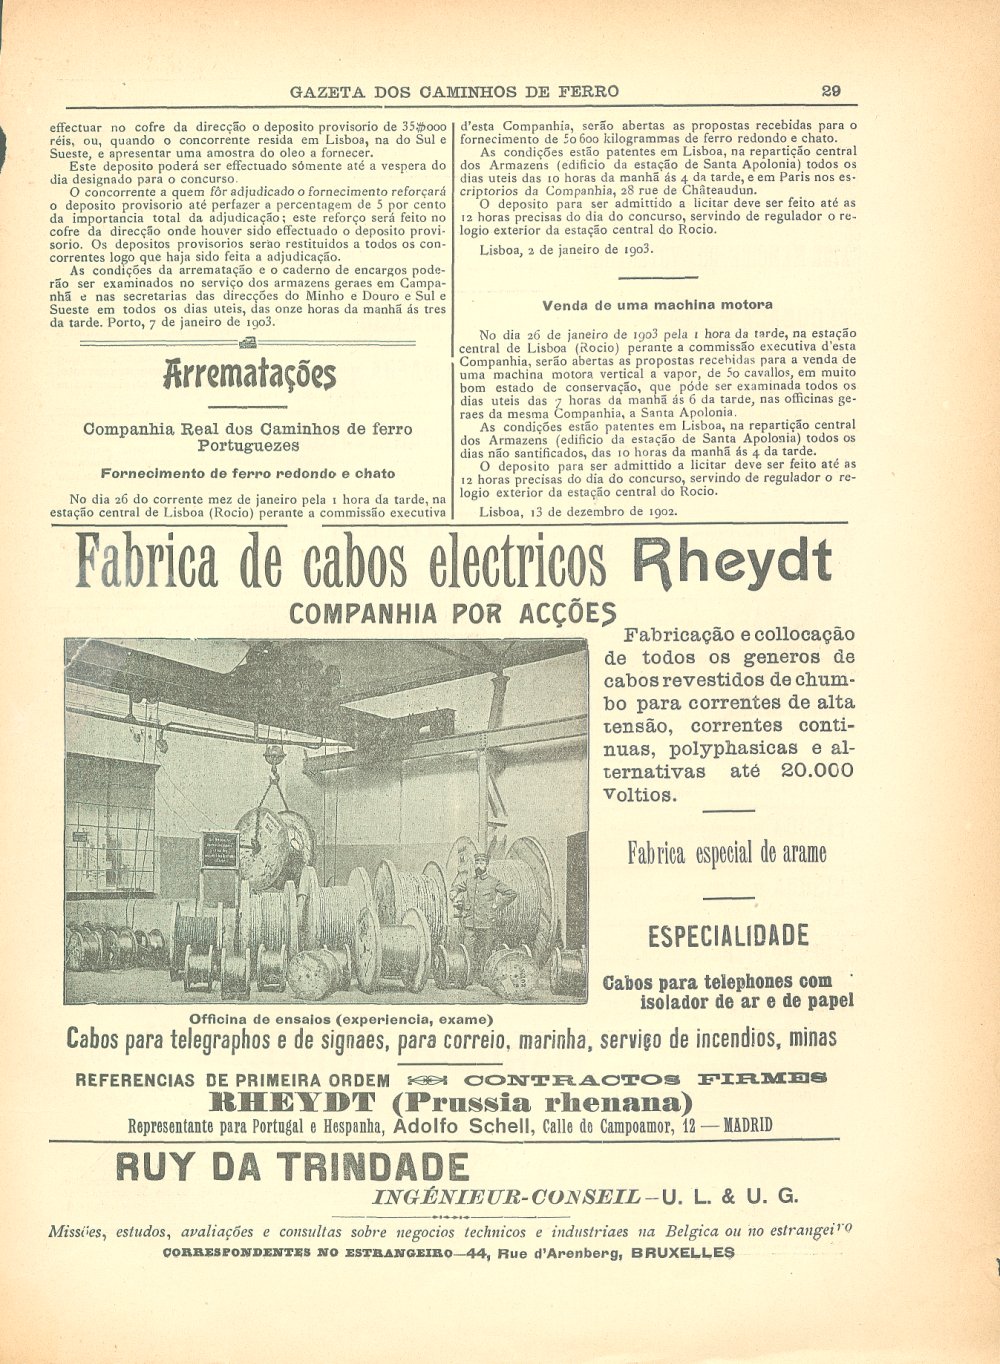 GAZETA DOS CAMINHOS DE FERRO 29
effectuar no cofre da direcção o deposito provisorio de 35$000
réis, ou, quando o concorrente resida em Lisboa, na do Sul e
Sueste, e apresentar uma amostra do oleo a fornecer.
Este deposito poderá ser effectuado sómente até a vespera do
dia designado para o concurso.
O concorrente a quem fôr adjudicado o fornecimento reforçará
o deposito provisorio até perfazer a percentagem de 5 por cento
da importancia total da adjudicação; este reforço será feito no
cofre da direcção onde houver sido effectuado o deposito provi-
sorio. Os depositos provisorios serão restituidos a todos os con-
correntes logo que haja sido feita a adjudicação.
As condições da arrematação e o caderno de encargos pode-
rão ser examinados no serviço dos armazens geraes em Campa-
nhã e nas secretarias das direcções do Minho e Douro e Sul e
Sueste em todos os dias uteis, das onze horas da manhã ás tres
da tarde. Porto, 7 de janeiro de 1903.
Arrematações
Companhia Real dos Caminhos de ferro
Portuguezes
Fornecimento de ferro redondo e chato
No dia 26 do corrente mez de janeiro pela 1 hora da tarde, na
estação central de Lisboa (Rocio) perante a commissão executiva
d'esta Companhia, serão abertas as propostas recebidas para o
fornecimento de 50 600 kilogrammas de ferro redondo e chato.
As condições estão patentes em Lisboa, na repartição central
dos Armazens (edificio da estação de Santa Apolonia) todos os
dias uteis das 10 horas da manhã ás 4 da tarde, e em Paris nos es-
criptorios da Companhia, 28 rue de Châteaudun.
O deposito para ser admittido a licitar deve ser feito até as
12 horas precisas do dia do concurso, servindo de regulador o re-
logio exterior da estação central do Rocio.
Lisboa, 2 de janeiro de 1903.
Venda de uma machina motora
No dia 26 de janeiro de 1903 pela 1 hora da tarde, na estação
central de Lisboa (Rocio) perante a commissão executiva d'esta
Companhia, serão abertas as propostas recebidas para a venda de
uma machina motora vertical a vapor, de 50 cavallos, em muito
bom estado de conservação, que póde ser examinada todos os
dias uteis das 7 horas da manhã ás 6 da tarde, nas officinas ge-
raes da mesma Companhia, a Santa Apolonia.
As condições estão patentes em Lisboa, na repartição central
dos Armazens (edificio da estação de Santa Apolonia) todos os
dias não santificados, das 10 horas da manhã ás 4 da tarde.
O deposito para ser admittido a licitar deve ser feito até as
12 horas precisas do dia do concurso, servindo de regulador o re-
logio exterior da estação central do Rocio.
Lisboa, 13 de dezembro de 1902.
Fabrica de cabos electricos Rheydt
COMPANHIA POR ACÇÕES
Fabricação e collocação
de todos os generos de
cabos revestidos de chum-
bo para correntes de alta
tensão, correntes conti-
nuas, polyphasicas e al-
ternativas até 20.000
Voltios.
Fabrica especial de arame
ESPECIALIDADE
Cabos para telephones com
isolador de ar e de papel
Officina de ensaios (experiencia, exame)
Cabos para telegraphos e de signaes, para correio, marinha, serviço de incendios, minas
REFERENCIAS DE PRIMEIRA ORDEM CONTRACTOS FIRMES
RHEYDT (Prussia rhenana)
Representante para Portugal e Hespanha, Adolfo Schell, Calle de Campoamor, 12 — MADRID
RUY DA TRINDADE
INGÉNIEUR-CONSEIL — U. L. & U. G.
Missões, estudos, avaliações e consultas sobre negocios technicos e industriaes na Belgica ou no estrangeiro
CORRESPONDENTES NO ESTRANGEIRO—44, Rue d'Arenberg, BRUXELLES